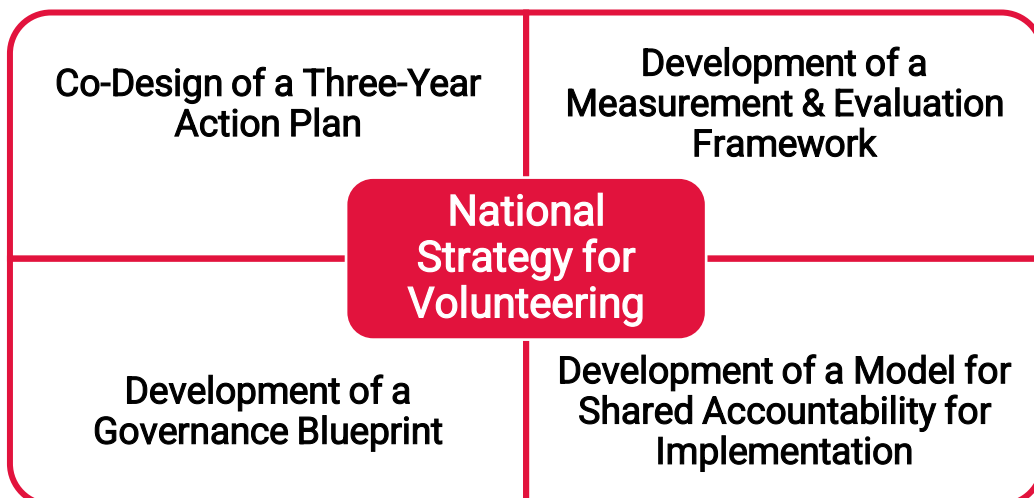 Co-Design of a Three-Year
Action Plan
Development of a
Measurement & Evaluation
Framework
National
Strategy for
Volunteering
Development of a
Governance Blueprint
Development of a Model for
Shared Accountability for
Implementation